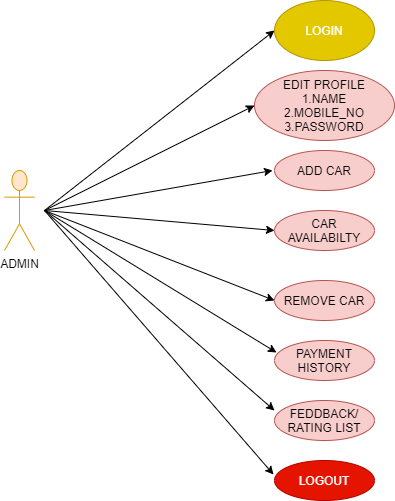 LOGIN
EDIT PROFILE
1.NAME
2.MOBILE_NO
3.PASSWORD
ADD CAR
CAR
AVAILABILTY
ADMIN
REMOVE CAR
PAYMENT
HISTORY
FEDDBACK/
RATING LIST
LOGOUT